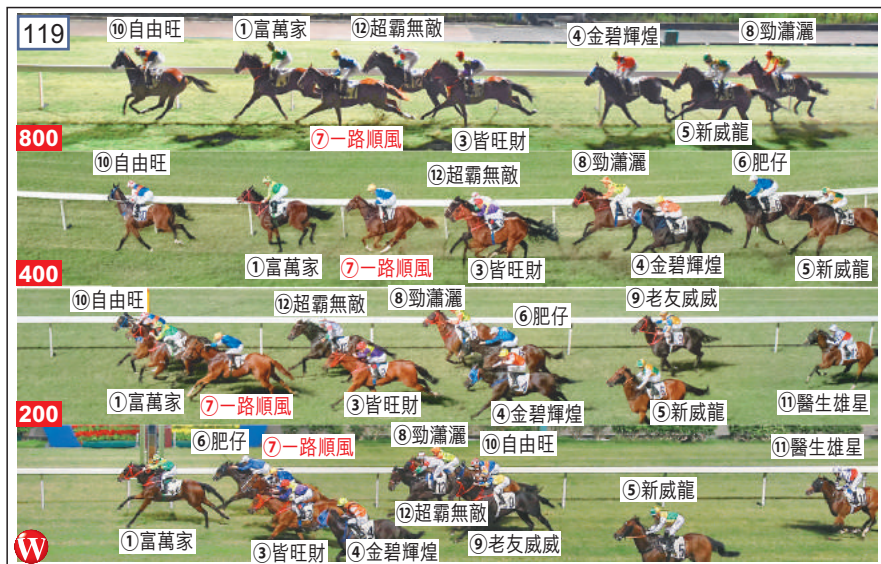 119
⑩自由旺 ①富萬家 ⑫超霸無敵 ④金碧輝煌 ⑧勁瀟灑
800 ⑦一路順風 ③皆旺財 ⑤新威龍
⑩自由旺 ⑫超霸無敵 ⑧勁瀟灑 ⑥肥仔
400 ①富萬家 ⑦一路順風 ③皆旺財 ④金碧輝煌 ⑤新威龍
⑩自由旺 ⑫超霸無敵 ⑧勁瀟灑 ⑥肥仔 ⑨老友威威
200 ①富萬家 ⑦一路順風 ③皆旺財 ④金碧輝煌 ⑤新威龍 ⑪醫生雄星
⑥肥仔 ⑦一路順風 ⑧勁瀟灑 ⑩自由旺 ⑤新威龍 ⑪醫生雄星
①富萬家 ③皆旺財 ④金碧輝煌 ⑫超霸無敵 ⑨老友威威
W